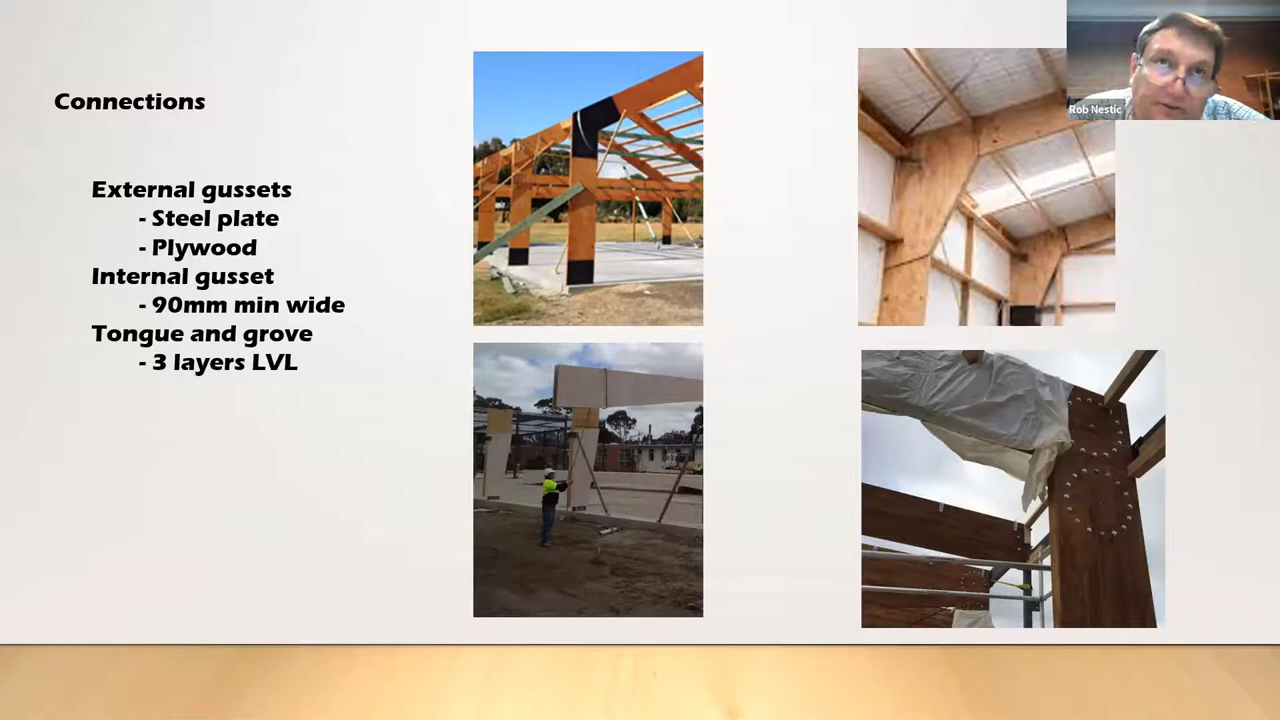 Connections
External gussets
- Steel plate
- Plywood
Internal gusset
- 90mm min wide
Tongue and grove
- 3 layers LVL
Rob Nestic